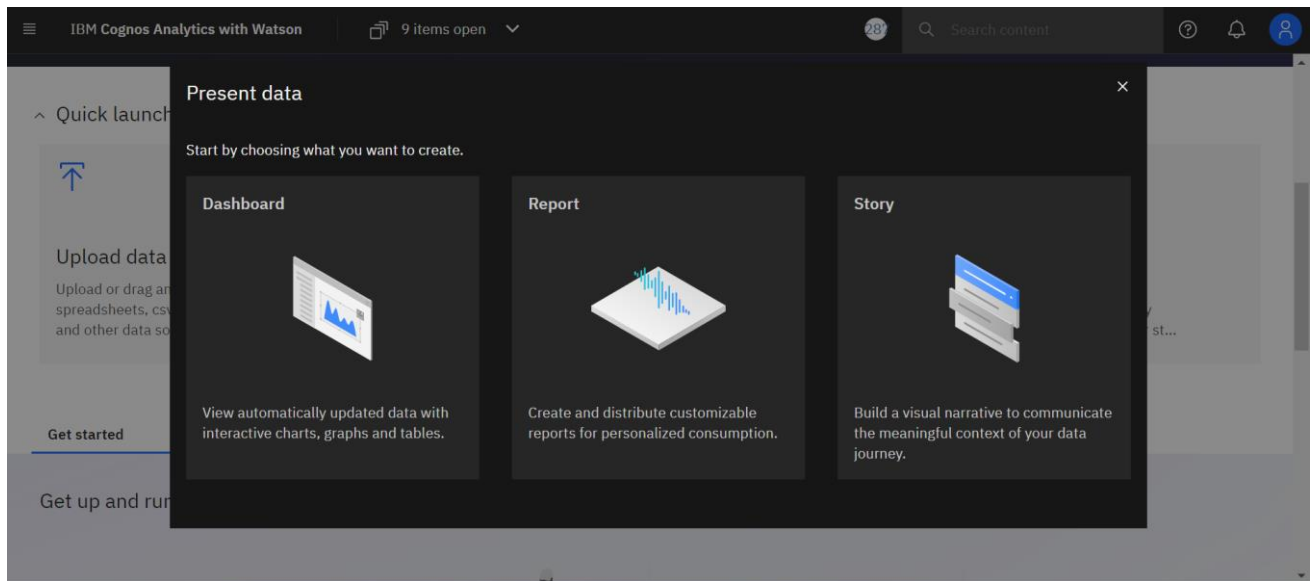 IBM Cognos Analytics with Watson
9 items open
Search content
Present data
Quick launch
Start by choosing what you want to create.
Dashboard
Report
Story
Upload data
Upload or drag an
spreadsheets, csv
and other data so
st...
View automatically updated data with
interactive charts, graphs and tables.
Create and distribute customizable
reports for personalized consumption.
Build a visual narrative to communicate
the meaningful context of your data
journey.
Get started
Get up and run